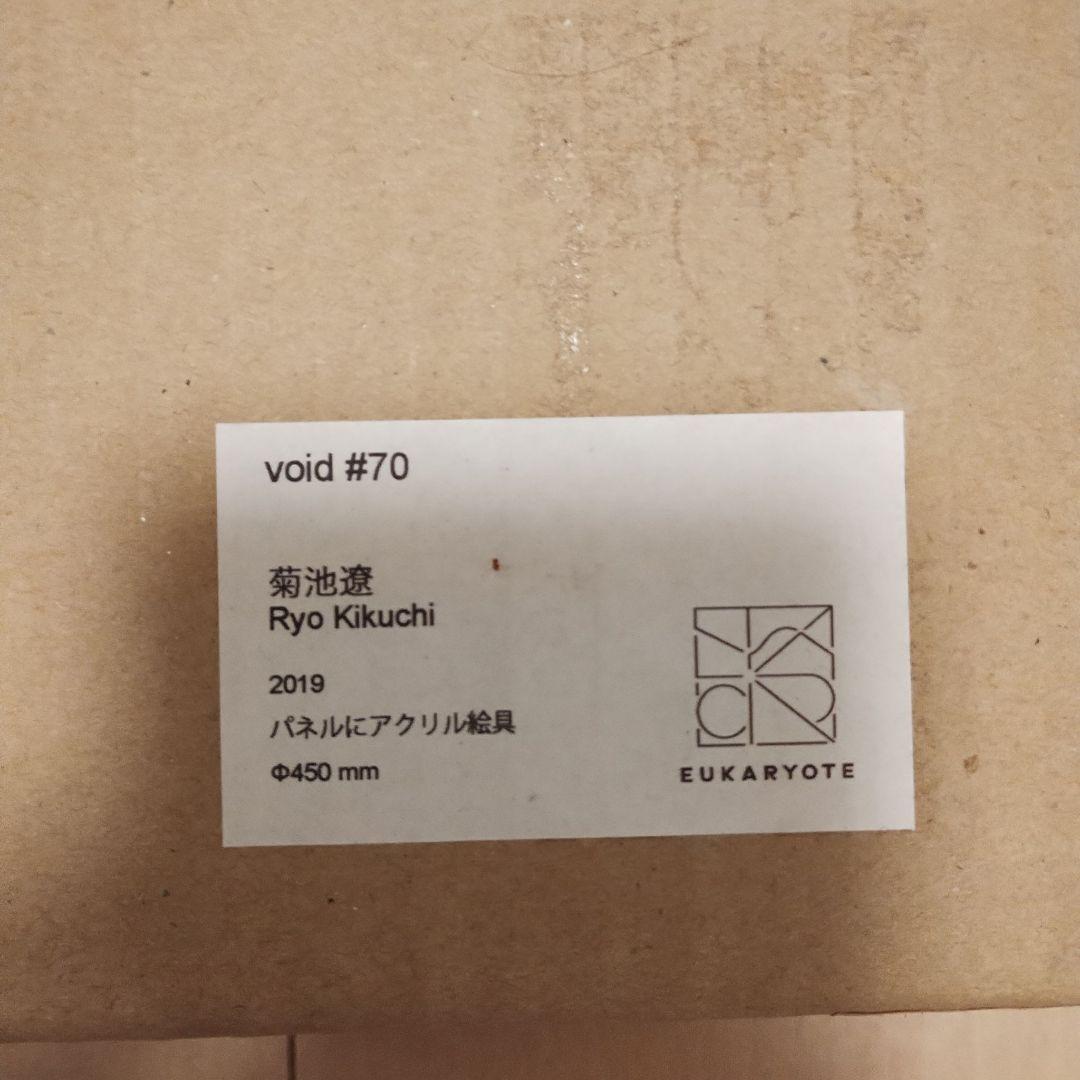 void #70
菊池遼
Ryo Kikuchi
2019
パネルにアクリル絵具
Φ450 mm
EUKARYOTE